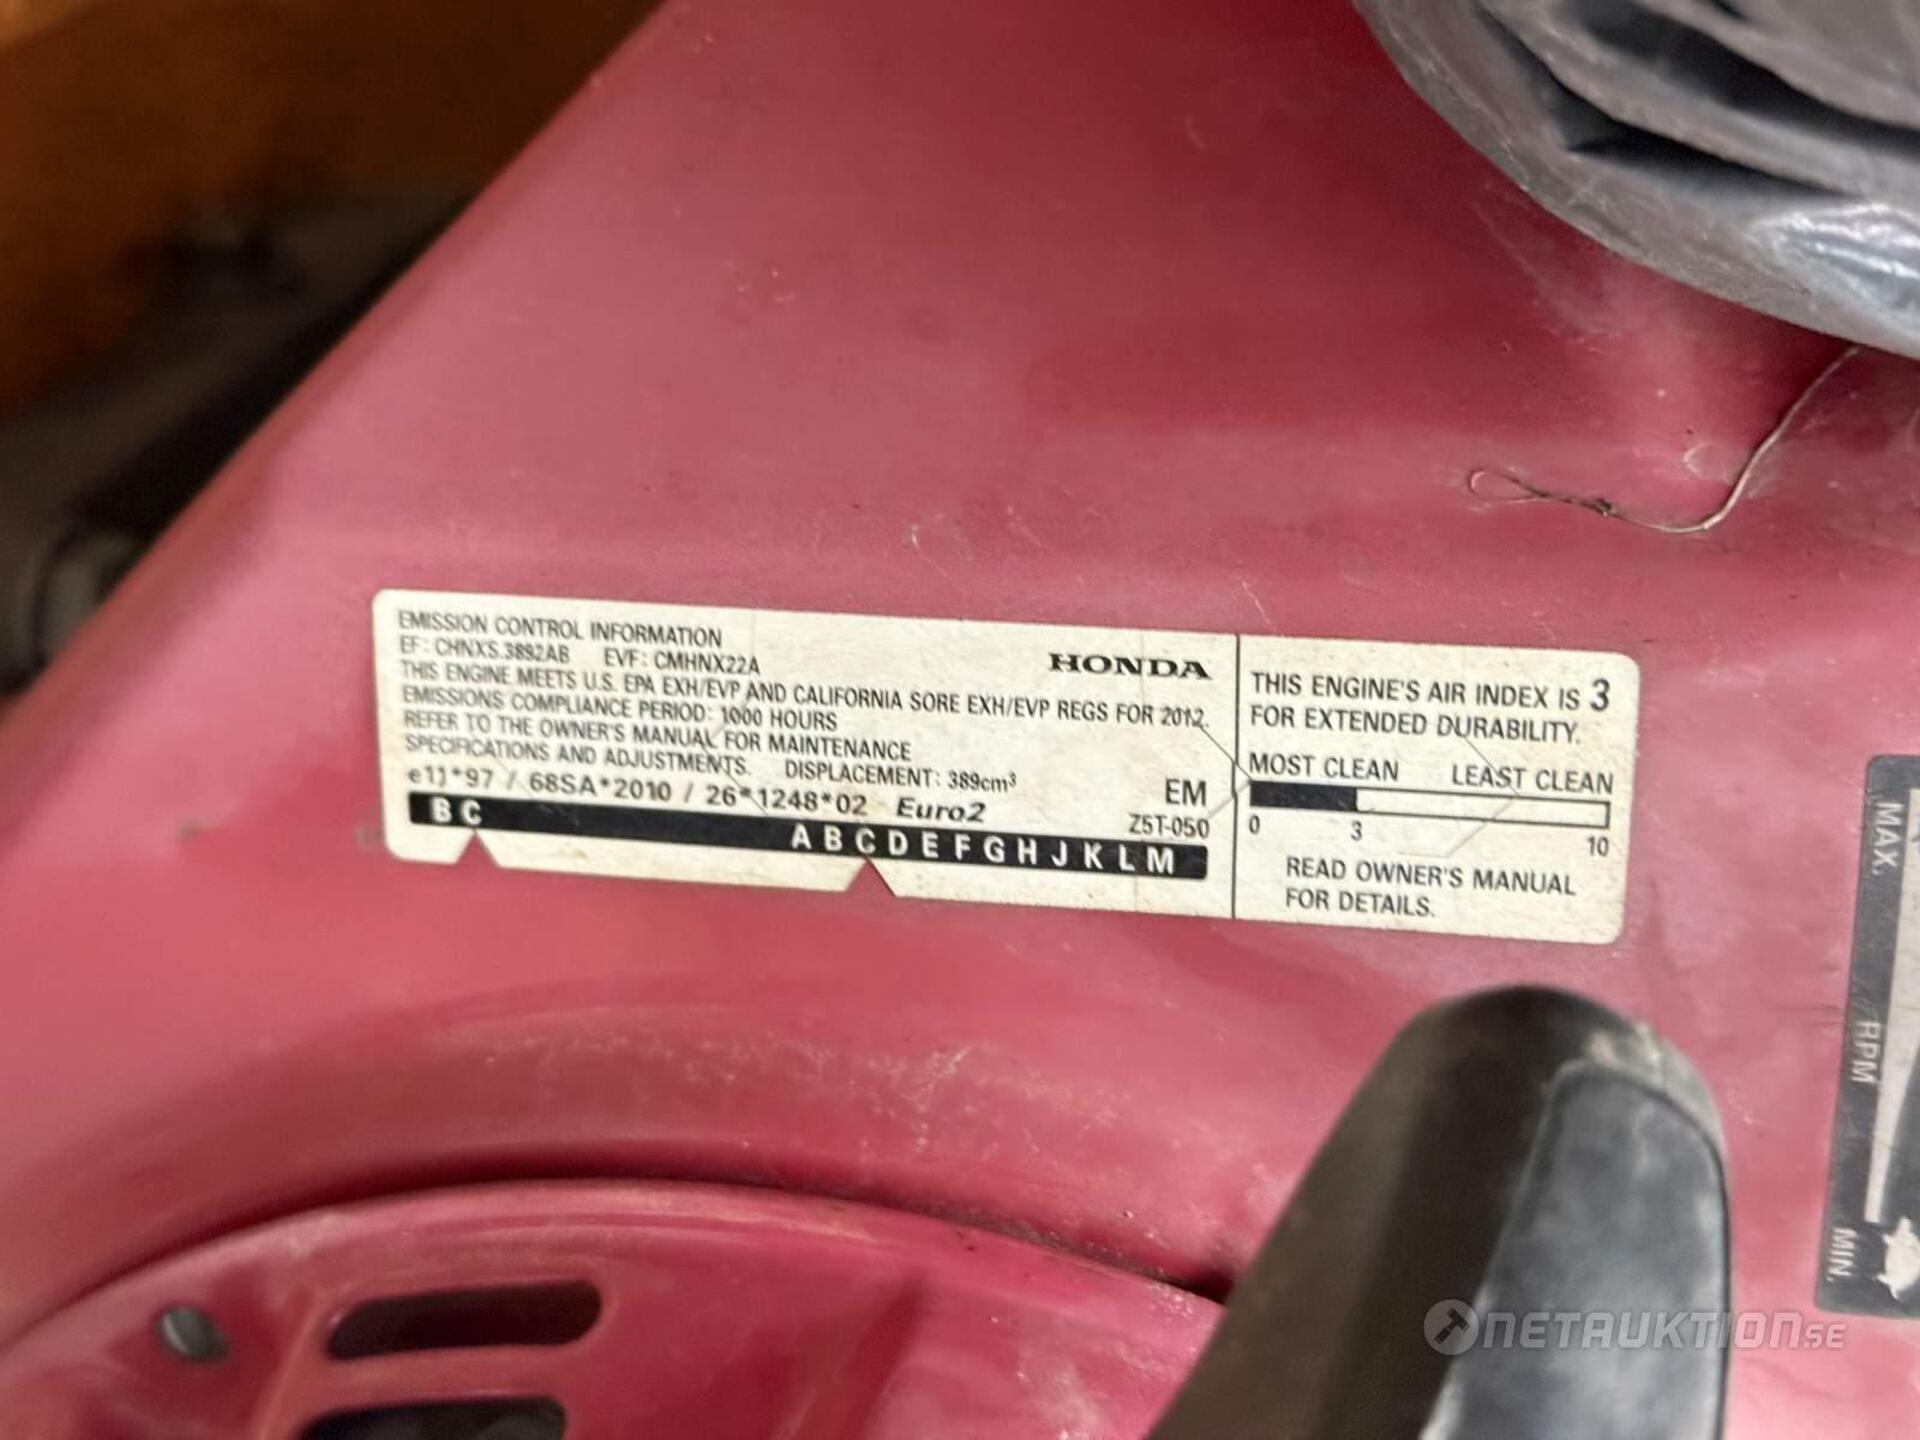 EMISSION CONTROL INFORMATION
EF: CHNXS.3892AB EVF: CMHNX22A
HONDA
THIS ENGINE MEETS U.S. EPA EXH/EVP AND CALIFORNIA SORE EXH/EVP REGS FOR 2012.
EMISSIONS COMPLIANCE PERIOD: 1000 HOURS
REFER TO THE OWNER'S MANUAL FOR MAINTENANCE
SPECIFICATIONS AND ADJUSTMENTS. DISPLACEMENT: 389cm³
EM
e11*97 / 68SA*2010 / 26*1248*02 Euro2
Z5T-050
B C
A B C D E F G H J K L M
THIS ENGINE'S AIR INDEX IS 3
FOR EXTENDED DURABILITY.
MOST CLEAN LEAST CLEAN
0 3 10
READ OWNER'S MANUAL
FOR DETAILS.
MAX.
RPM
MIN.
NETAUKTION.SE